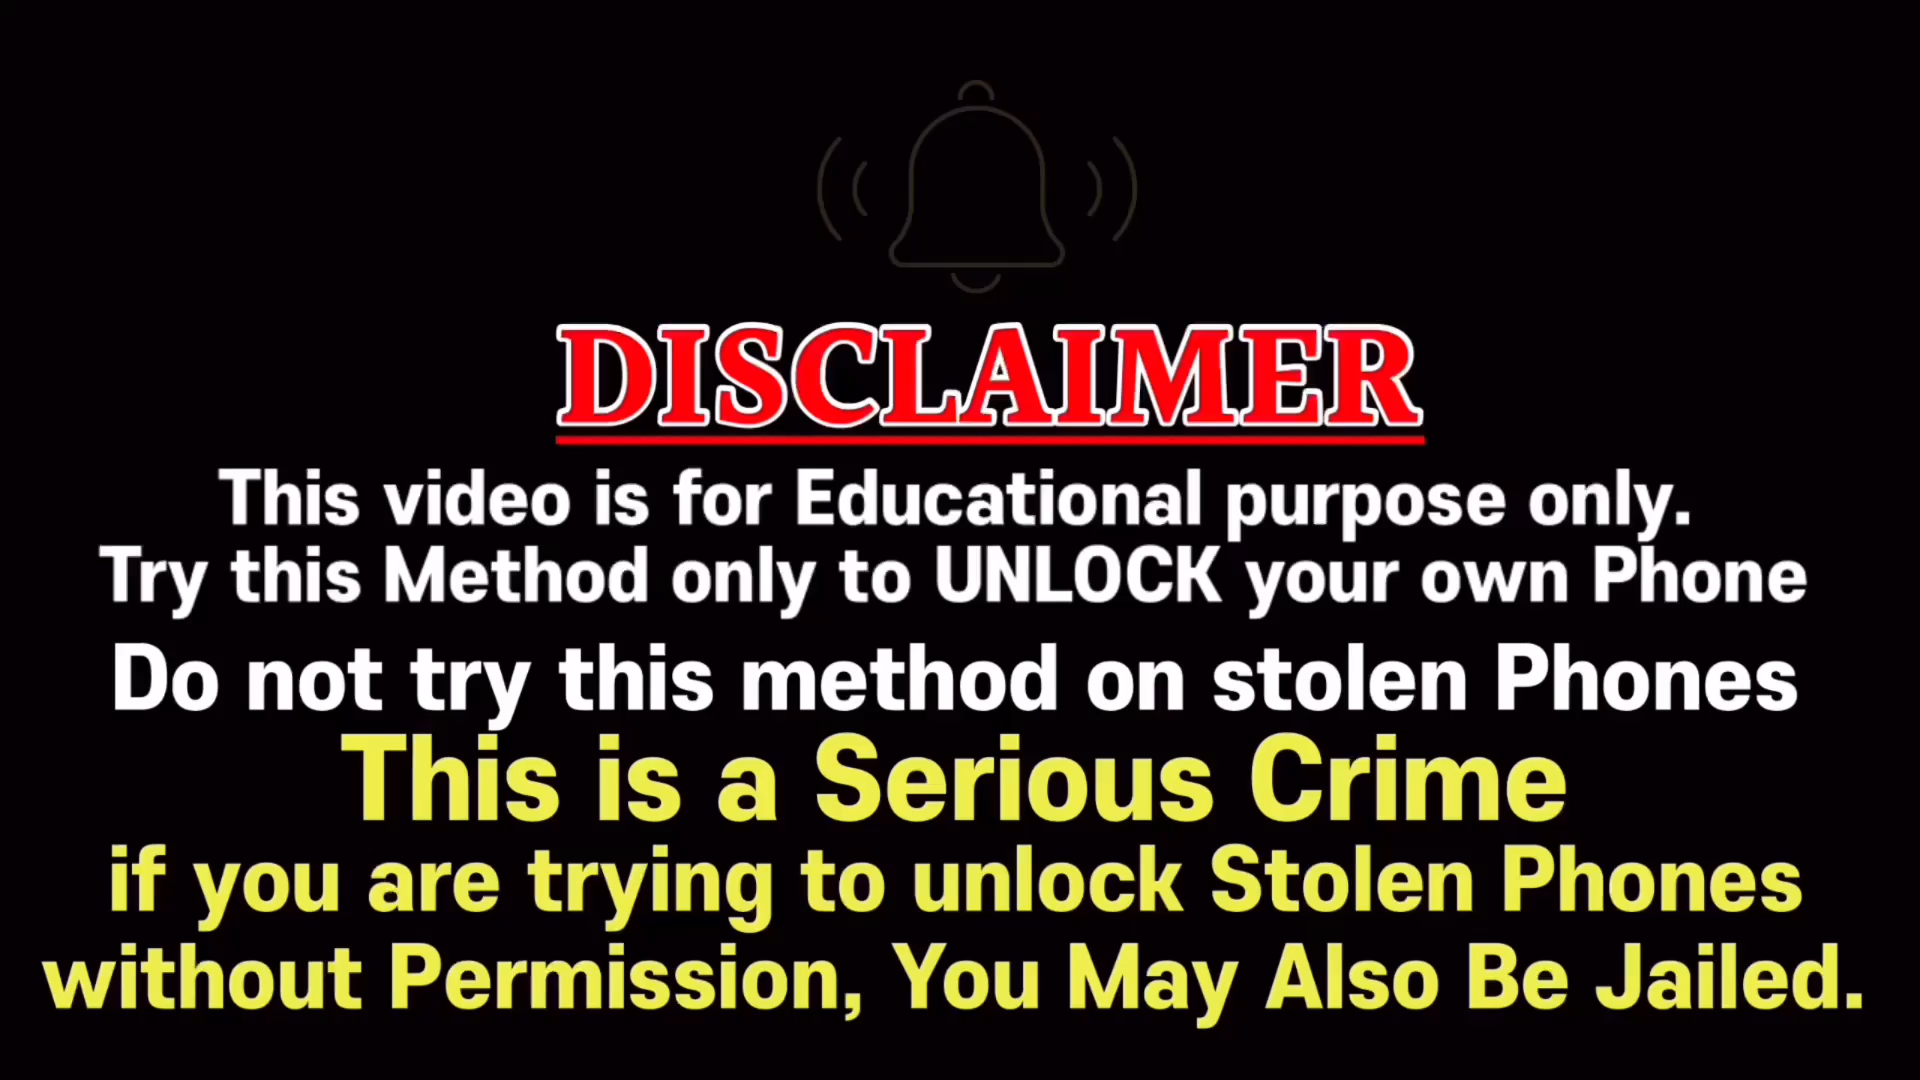 DISCLAIMER
This video is for Educational purpose only.
Try this Method only to UNLOCK your own Phone
Do not try this method on stolen Phones
This is a Serious Crime
if you are trying to unlock Stolen Phones
without Permission, You May Also Be Jailed.